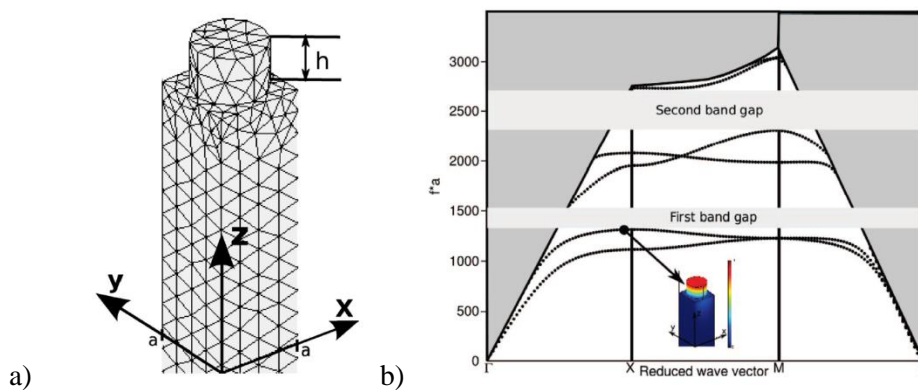 h
z
y
x
a
a
a)
b)
3000
2500
2000
1500
1000
500
0
f*a
Second band gap
First band gap
Γ
X
M
Reduced wave vector